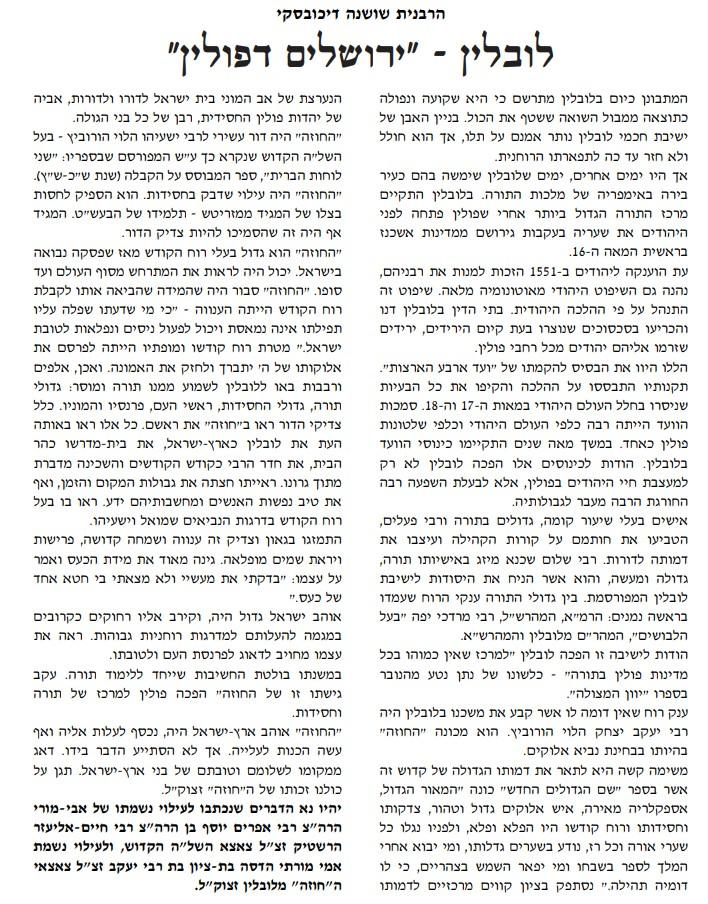 הרבנית שושנה דיכובסקי
לובלין - "ירושלים דפולין"
המתבונן כיום בלובלין מתרשם כי היא שקועה ונפולה
כתוצאה ממבול השואה ששטף את הכול. בניין האבן של
ישיבת חכמי לובלין נותר אמנם על תלו, אך הוא חולל
ולא חזר עד כה לתפארתו הרוחנית.
אך היו ימים אחרים, ימים שלובלין שימשה בהם כעיר
בירה באימפריה של מלכות התורה. בלובלין התקיים
מרכז התורה הגדול ביותר אחרי שפולין פתחה לפני
היהודים את שעריה בעקבות גירושם ממדינות אשכנז
בראשית המאה ה-16.
עת הוענקה ליהודים ב-1551 הזכות למנות את רבניהם,
נהנה גם השיפוט היהודי מאוטונומיה מלאה. שיפוט זה
התנהל על פי ההלכה היהודית. בתי הדין בלובלין דנו
והכריעו בסכסוכים שנוצרו בעת קיום הירידים, ירידים
שזרמו אליהם יהודים מכל רחבי פולין.
הללו היוו את הבסיס להקמתו של "ועד ארבע הארצות".
תקנותיו התבססו על ההלכה והקיפו את כל הבעיות
שניסרו בחלל העולם היהודי במאות ה-17 וה-18. סמכות
הוועד הייתה רבה כלפי העולם היהודי וכלפי שלטונות
פולין כאחד. במשך מאה שנים התקיימו כינוסי הוועד
בלובלין. הודות לכינוסים אלו הפכה לובלין לא רק
למעצבת חיי היהודים בפולין, אלא לבעלת השפעה רבה
החורגת הרבה מעבר לגבולותיה.
אישים בעלי שיעור קומה, גדולים בתורה ורבי פעלים,
הטביעו את חותמם על קורות הקהילה ועיצבו את
דמותה לדורות. רבי שלום שכנא מיזג באישיותו תורה,
גדולה ומעשה, והוא אשר הניח את היסודות לישיבת
לובלין המפורסמת. בין גדולי התורה ענקי הרוח שעמדו
בראשה נמנים: הרמ"א, המהרש"ל, רבי מרדכי יפה "בעל
הלבושים", המהר"ם מלובלין והמהרש"א.
הודות לישיבה זו הפכה לובלין "למרכז שאין כמוהו בכל
מדינות פולין בתורה" - כלשונו של נתן נטע מהנובר
בספרו "יוון המצולה".
ענק רוח שאין דומה לו אשר קבע את משכנו בלובלין היה
רבי יעקב יצחק הלוי הורוביץ. הוא מכונה "החוזה"
בהיותו בבחינת נביא אלוקים.
משימה קשה היא לתאר את דמותו הגדולה של קדוש זה
אשר בספר "שם הגדולים החדש" כונה "המאור הגדול,
אספקלריה מאירה, איש אלוקים גדול וטהור, צדקותו
וחסידותו ורוח קודשו היו הפלא ופלא, ולפניו נגלו כל
שערי אורה וכל רז, נודע בשערים גדלותו, ומי יבוא אחרי
המלך לספר בשבחו ומי יפאר השמש בצהריים, כי לו
דומיה תהילה." נסתפק בציון קווים מרכזיים לדמותו
הנערצת של אב המוני בית ישראל לדורו ולדורות, אביה
של יהדות פולין החסידית, רבן של כל בני הגולה.
"החוזה" היה דור עשירי לרבי ישעיהו הלוי הורוביץ - בעל
השל"ה הקדוש שנקרא כך ע"ש המפורסם שבספריו: "שני
לוחות הברית", ספר המבוסס על הקבלה (שנת ש"כ-ש"ץ).
"החוזה" היה עילוי שדבק בחסידות. הוא הספיק לחסות
בצלו של המגיד ממזריטש - תלמידו של הבעש"ט. המגיד
אף היה זה שהסמיכו להיות צדיק הדור.
"החוזה" הוא גדול בעלי רוח הקודש מאז שפסקה נבואה
בישראל. יכול היה לראות את המתרחש מסוף העולם ועד
סופו. "החוזה" סבור היה שהמידה שהביאה אותו לקבלת
רוח הקודש הייתה הענווה - "כי מי שדעתו שפלה עליו
תפילתו אינה נמאסת ויכול לפעול ניסים ונפלאות לטובת
ישראל." מטרת רוח קודשו ומופתיו הייתה לפרסם את
אלוקותו של ה' יתברך ולחזק את האמונה. ואכן, אלפים
ורבבות באו ללובלין לשמוע ממנו תורה ומוסר: גדולי
תורה, גדולי החסידות, ראשי העם, פרנסיו והמוניו. כלל
צדיקי הדור ראו ב"חוזה" את ראשם. כל אלו ראו באותה
העת את לובלין כארץ-ישראל, את בית-מדרשו כהר
הבית, את חדר הרבי כקודש הקודשים והשכינה מדברת
מתוך גרונו. ראייתו חצתה את גבולות המקום והזמן, ואף
את טיב נפשות האנשים ומחשבותיהם ידע. ראו בו בעל
רוח הקודש בדרגות הנביאים שמואל וישעיהו.
התמזגו בגאון וצדיק זה ענווה ושמחה קדושה, פרישות
ויראת שמים מופלאה. גינה מאוד את מידת הכעס ואמר
על עצמו: "בדקתי את מעשיי ולא מצאתי בי חטא אחד
של כעס."
אוהב ישראל גדול היה, וקירב אליו רחוקים כקרובים
במגמה להעלותם למדרגות רוחניות גבוהות. ראה את
עצמו מחויב לדאוג לפרנסת העם ולטובתו.
במשנתו בולטת החשיבות שייחד ללימוד תורה. עקב
גישתו זו של החוזה" הפכה פולין למרכז של תורה
וחסידות.
"החוזה" אוהב ארץ-ישראל היה, נכסף לעלות אליה ואף
עשה הכנות לעלייה. אך לא הסתייע הדבר בידו. דאג
ממקומו לשלומם וטובתם של בני ארץ-ישראל. תגן על
כולנו זכותו של ה"חוזה" זצוק"ל.
יהיו נא הדברים שנכתבו לעילוי נשמתו של אבי-מורי
הרה"צ רבי אפרים יוסף בן הרה"צ רבי חיים-אליעזר
הרשטיק זצ"ל צאצא השל"ה הקדוש, ולעילוי נשמת
אמי מורתי הדסה בת-ציון בת רבי יעקב זצ"ל צאצאי
ה"חוזה" מלובלין זצוק"ל.